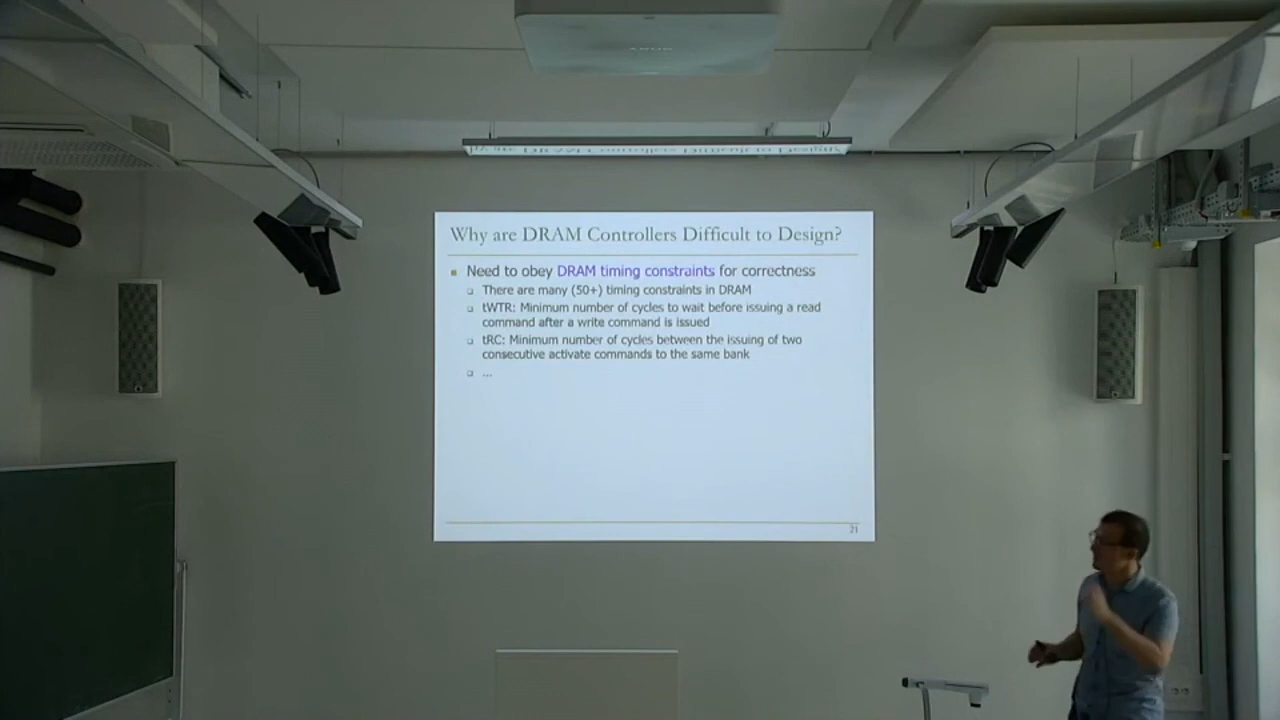 Why are DRAM Controllers Difficult to Design?
Need to obey DRAM timing constraints for correctness
There are many (50+) timing constraints in DRAM
tWTR: Minimum number of cycles to wait before issuing a read
command after a write command is issued
tRC: Minimum number of cycles between the issuing of two
consecutive activate commands to the same bank
...
21